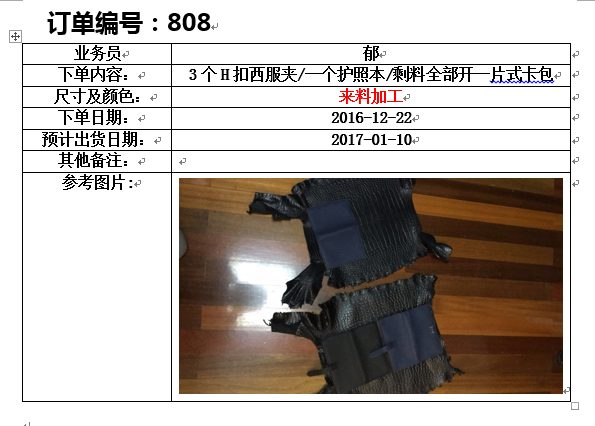 订单编号：808
业务员
郁
下单内容：
3个H扣西服夹/一个护照本/剩料全部开一片式卡包
尺寸及颜色：
来料加工
下单日期：
2016-12-22
预计出货日期：
2017-01-10
其他备注：
参考图片: